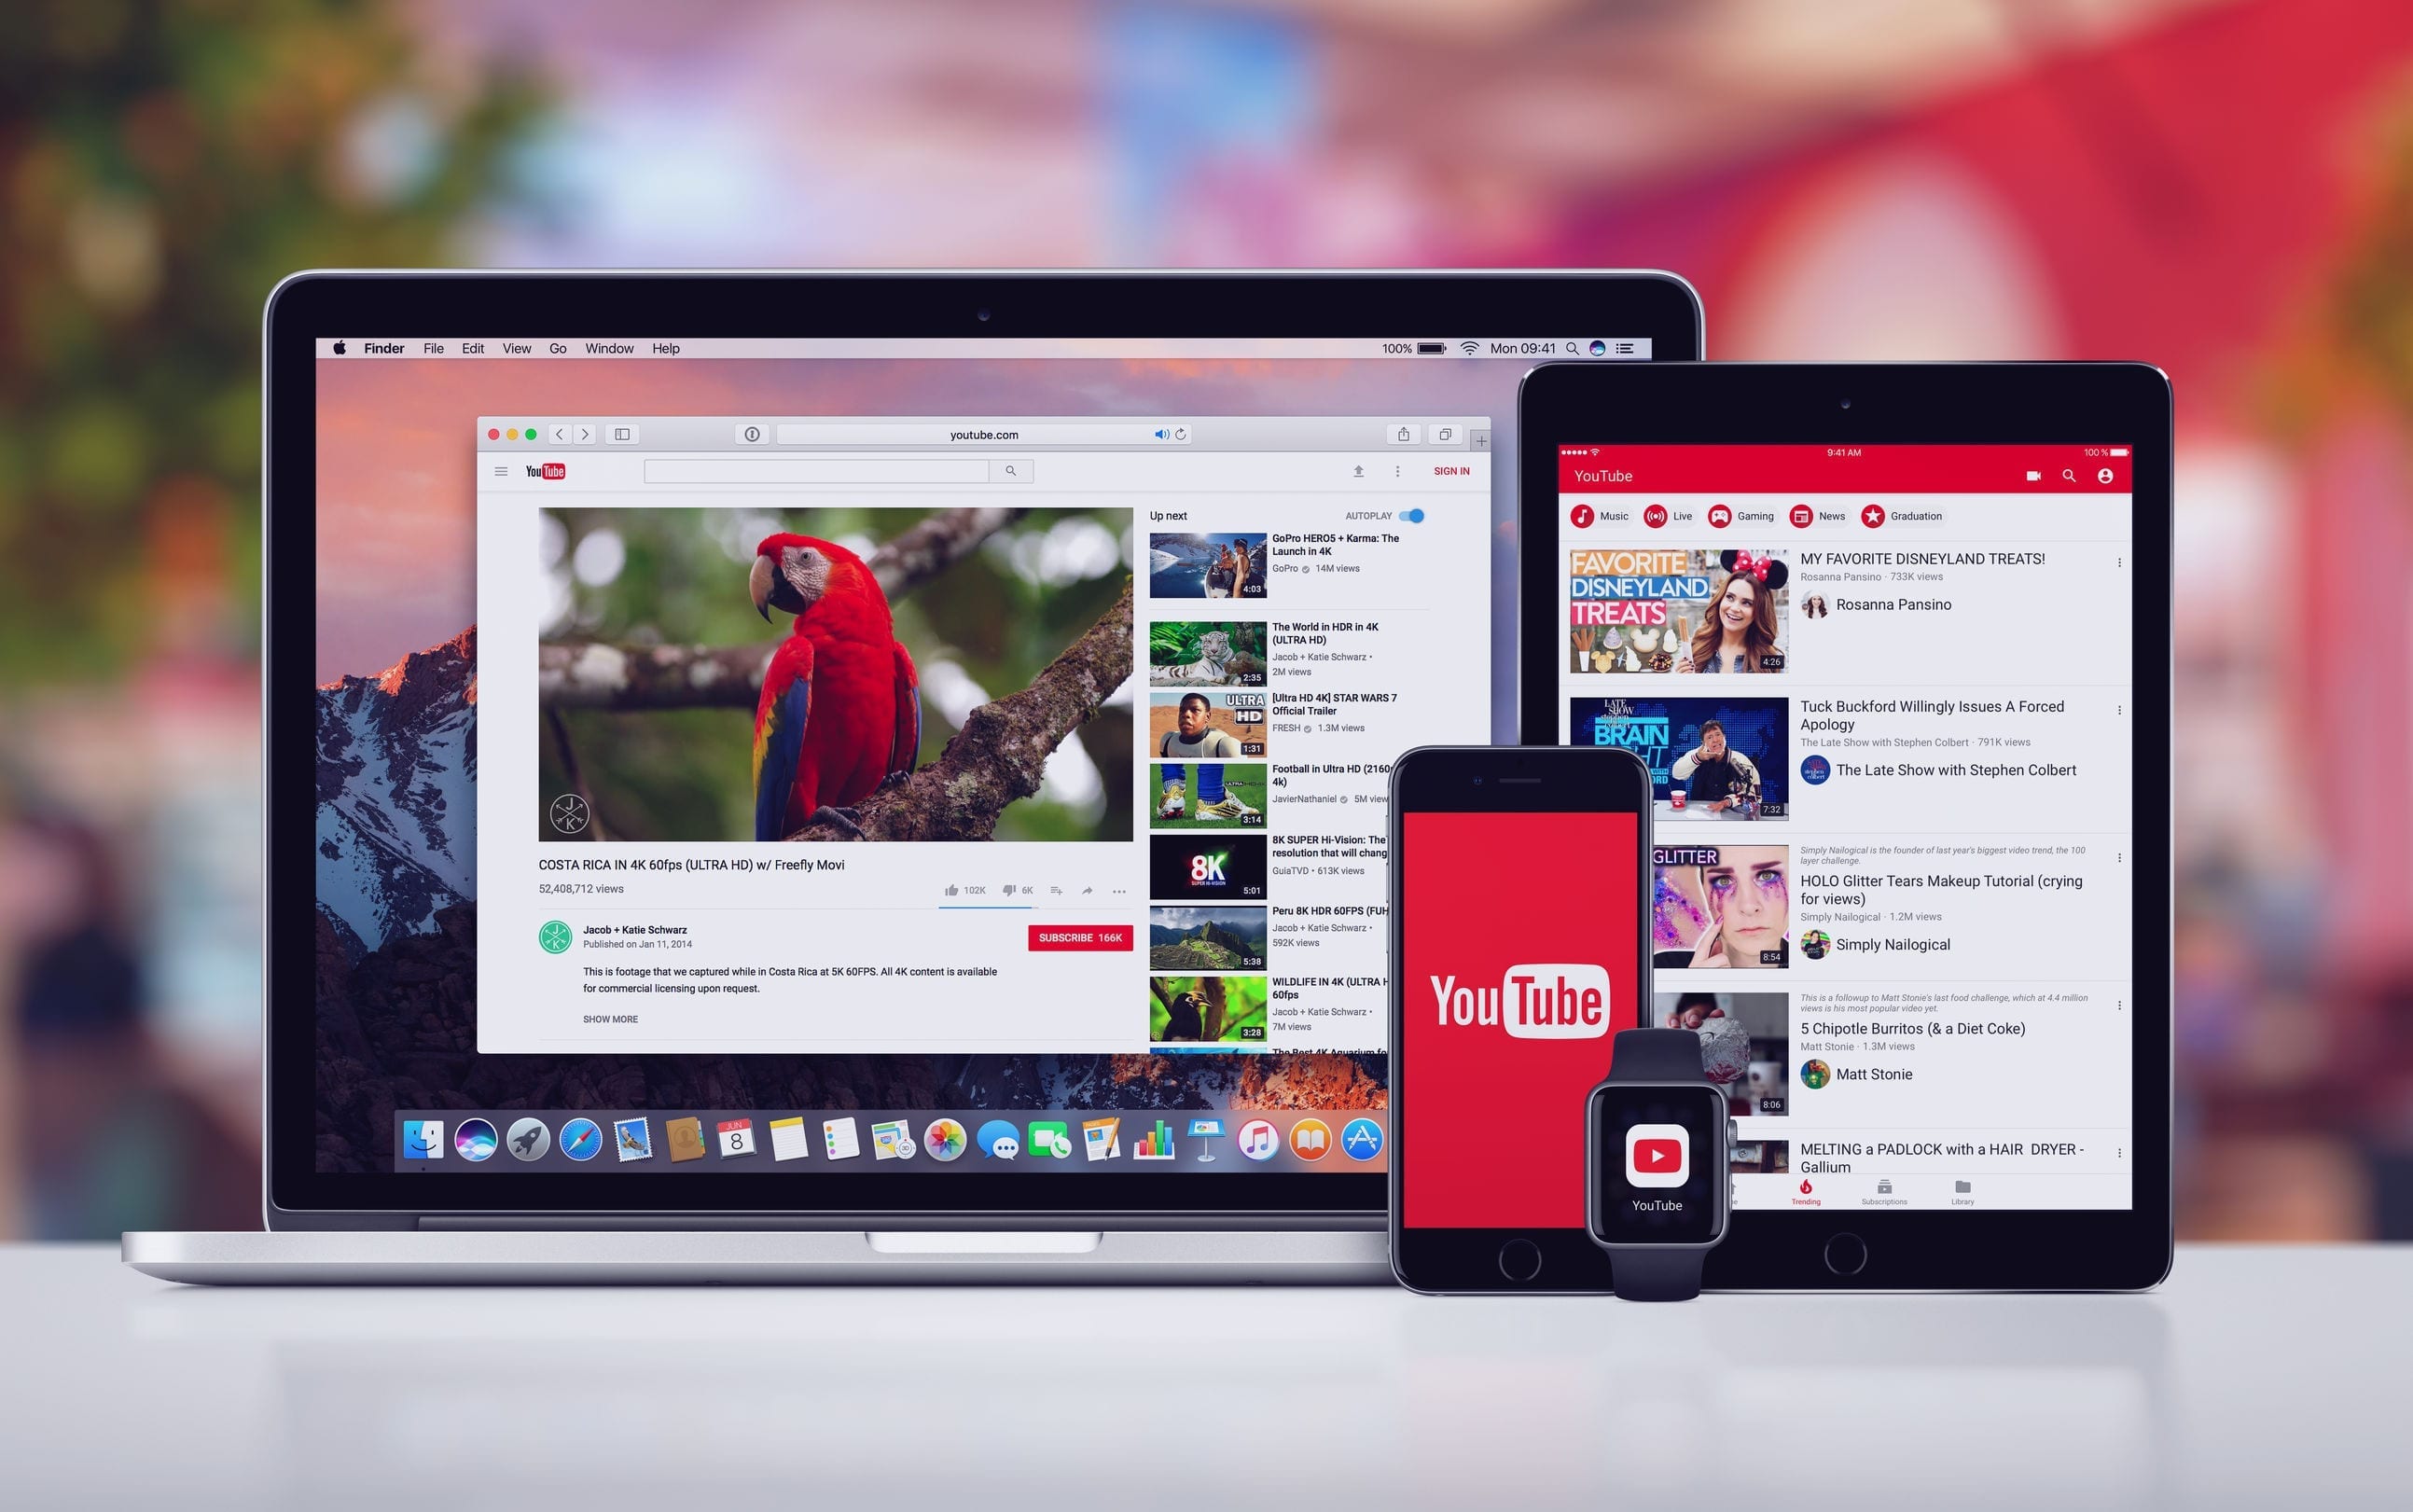 Finder File Edit View Go Window Help
100% Mon 09:41
youtube.com
YouTube
SIGN IN
COSTA RICA IN 4K 60fps (ULTRA HD) w/ Freefly Movi
52,408,712 views
102K 6K
Jacob + Katie Schwarz
Published on Jan 11, 2014
SUBSCRIBE 166K
This is footage that we captured while in Costa Rica at 5K 60FPS. All 4K content is available
for commercial licensing upon request.
SHOW MORE
J
K
Up next
AUTOPLAY
GoPro HERO5 + Karma: The
Launch in 4K
GoPro 14M views
4:03
The World in HDR in 4K
(ULTRA HD)
Jacob + Katie Schwarz •
2M views
2:35
[Ultra HD 4K] STAR WARS 7
Official Trailer
FRESH 1.3M views
ULTRA
HD
1:31
Football in Ultra HD (2160
4k)
JavierNathaniel 5M view
3:14
8K SUPER Hi-Vision: The
resolution that will chang
GuiaTVD • 613K views
8K
SUPER HI-VISION
5:01
Peru 8K HDR 60FPS (FUH
Jacob + Katie Schwarz •
592K views
5:38
WILDLIFE IN 4K (ULTRA H
60fps
Jacob + Katie Schwarz •
7M views
3:28
The Best 4K Aquarium fo
JUN
8
9:41 AM
100 %
YouTube
Music Live Gaming News Graduation
FAVORITE
DISNEYLAND
TREATS
4:26
MY FAVORITE DISNEYLAND TREATS!
Rosanna Pansino · 733K views
Rosanna Pansino
LATE
SHOW
BRAIN
7:32
Tuck Buckford Willingly Issues A Forced
Apology
The Late Show with Stephen Colbert · 791K views
The Late Show with Stephen Colbert
GLITTER
8:54
Simply Nailogical is the founder of last year's biggest video trend, the 100
layer challenge.
HOLO Glitter Tears Makeup Tutorial (crying
for views)
Simply Nailogical · 1.2M views
Simply Nailogical
8:06
This is a followup to Matt Stonie's last food challenge, which at 4.4 million
views is his most popular video yet.
5 Chipotle Burritos (& a Diet Coke)
Matt Stonie · 1.3M views
Matt Stonie
MELTING a PADLOCK with a HAIR DRYER -
Gallium
Trending Subscriptions Library
YouTube
YouTube